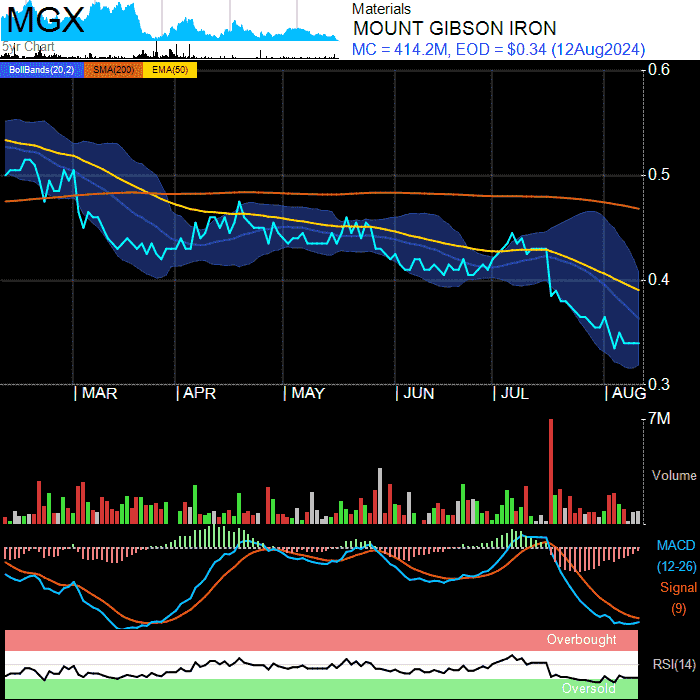 MGX
5yr Chart
Materials
MOUNT GIBSON IRON
MC = 414.2M, EOD = $0.34 (12Aug2024)
BollBands(20,2) SMA(200) EMA(50)
0.6
0.5
0.4
0.3
| MAR | APR | MAY | JUN | JUL | AUG
7M
Volume
MACD
(12-26)
Signal
(9)
Overbought
RSI(14)
Oversold